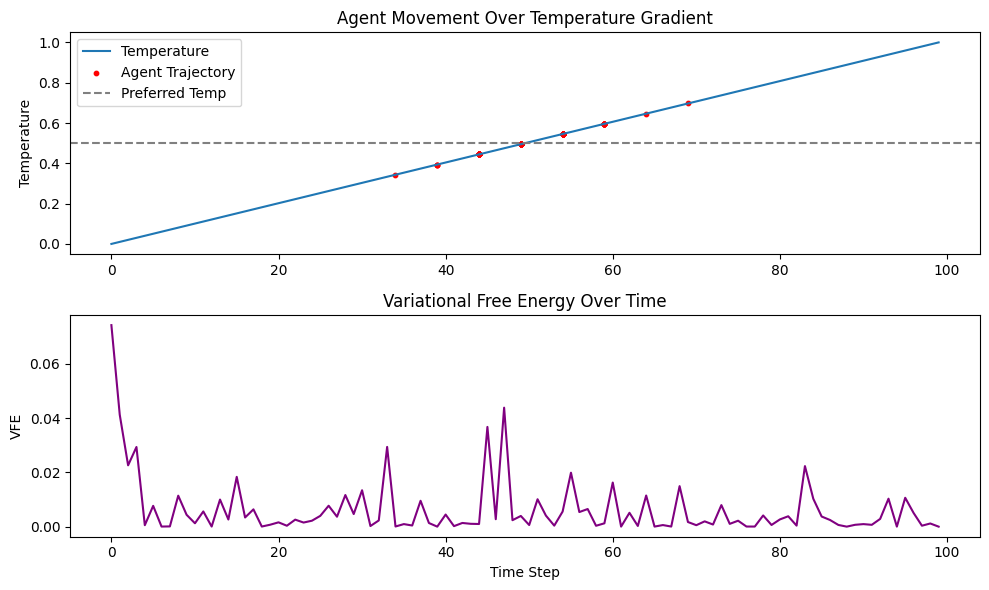 Agent Movement Over Temperature Gradient
Temperature
1.0
0.8
0.6
0.4
0.2
0.0
Temperature
Agent Trajectory
Preferred Temp
0 20 40 60 80 100
Variational Free Energy Over Time
VFE
0.06
0.04
0.02
0.00
0 20 40 60 80 100
Time Step